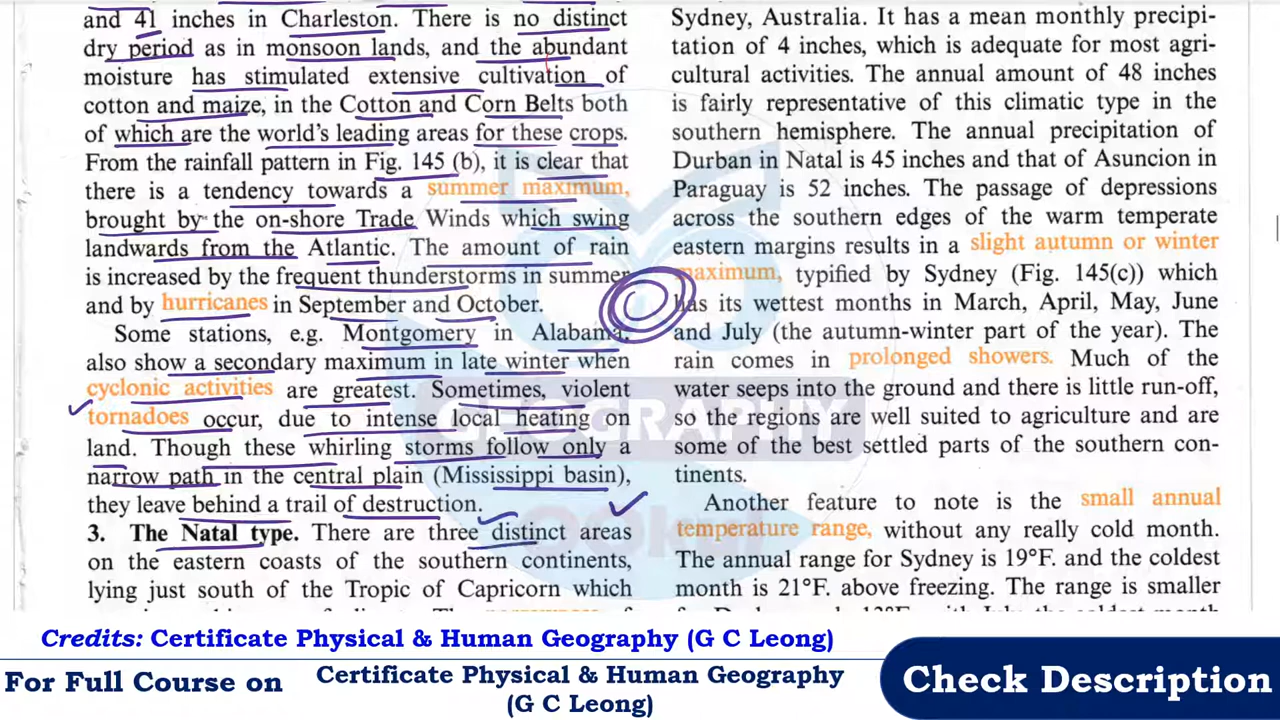 and 41 inches in Charleston. There is no distinct
dry period as in monsoon lands, and the abundant
moisture has stimulated extensive cultivation of
cotton and maize, in the Cotton and Corn Belts both
of which are the world's leading areas for these crops.
From the rainfall pattern in Fig. 145 (b), it is clear that
there is a tendency towards a summer maximum,
brought by the on-shore Trade Winds which swing
landwards from the Atlantic. The amount of rain
is increased by the frequent thunderstorms in summer
and by hurricanes in September and October.
Some stations, e.g. Montgomery in Alabama,
also show a secondary maximum in late winter when
cyclonic activities are greatest. Sometimes, violent
tornadoes occur, due to intense local heating on
land. Though these whirling storms follow only a
narrow path in the central plain (Mississippi basin),
they leave behind a trail of destruction.
3. The Natal type. There are three distinct areas
on the eastern coasts of the southern continents,
lying just south of the Tropic of Capricorn which
Sydney, Australia. It has a mean monthly precipi-
tation of 4 inches, which is adequate for most agri-
cultural activities. The annual amount of 48 inches
is fairly representative of this climatic type in the
southern hemisphere. The annual precipitation of
Durban in Natal is 45 inches and that of Asuncion in
Paraguay is 52 inches. The passage of depressions
across the southern edges of the warm temperate
eastern margins results in a slight autumn or winter
maximum, typified by Sydney (Fig. 145(c)) which
has its wettest months in March, April, May, June
and July (the autumn-winter part of the year). The
rain comes in prolonged showers. Much of the
water seeps into the ground and there is little run-off,
so the regions are well suited to agriculture and are
some of the best settled parts of the southern con-
tinents.
Another feature to note is the small annual
temperature range, without any really cold month.
The annual range for Sydney is 19°F. and the coldest
month is 21°F. above freezing. The range is smaller
GEOGRAPHY
Credits: Certificate Physical & Human Geography (G C Leong)
For Full Course on
Certificate Physical & Human Geography
(G C Leong)
Check Description